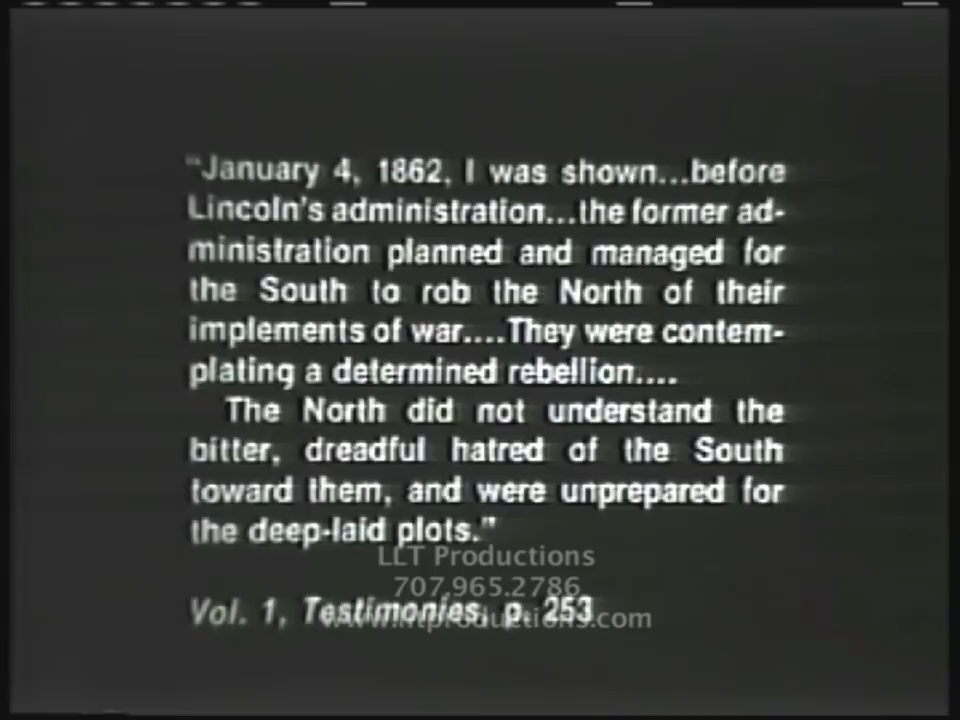 "January 4, 1862, I was shown...before
Lincoln's administration...the former ad-
ministration planned and managed for
the South to rob the North of their
implements of war....They were contem-
plating a determined rebellion....
The North did not understand the
bitter, dreadful hatred of the South
toward them, and were unprepared for
the deep-laid plots."
LLT Productions
707.965.2786
Vol. 1, Testimonies, p. 253
www.lltproductions.com